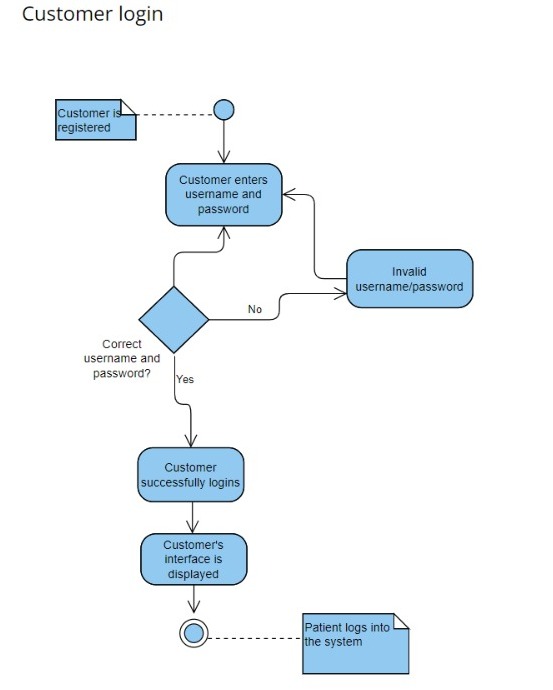 Customer login
Customer is
registered
Customer enters
username and
password
Invalid
username/password
No
Correct
username and
password?
Yes
Customer
successfully logins
Customer's
interface is
displayed
Patient logs into
the system